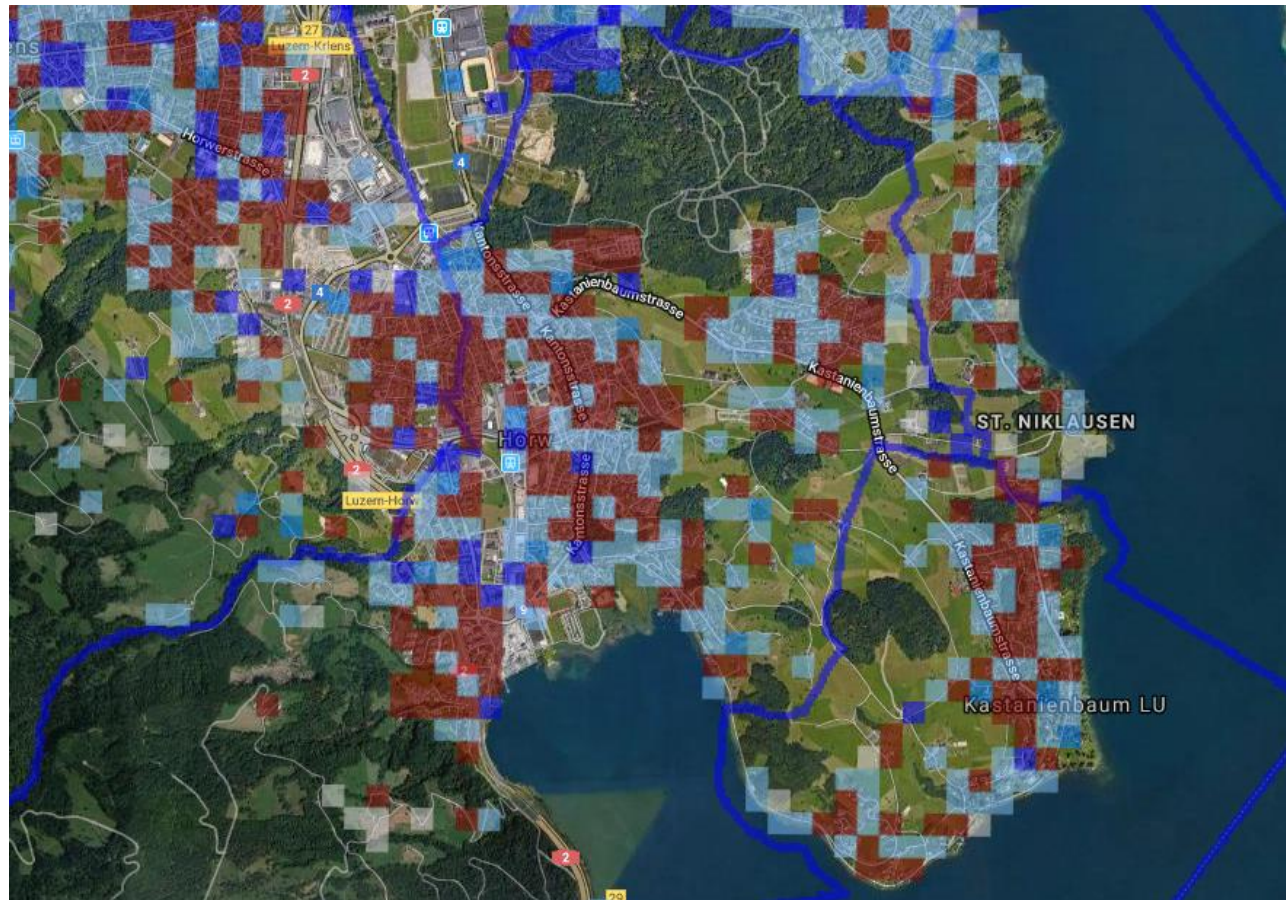 27
Luzern-Kriens
2
Horwerstrasse
4
Kantonsstrasse
4
2
Kastanienbaumstrasse
Kantonsstrasse
Kastanienbaumstrasse
ST. NIKLAUSEN
Horw
2
Luzern-Horw
Kantonsstrasse
Kastanienbaumstrasse
2
Kastanienbaum LU
2
29